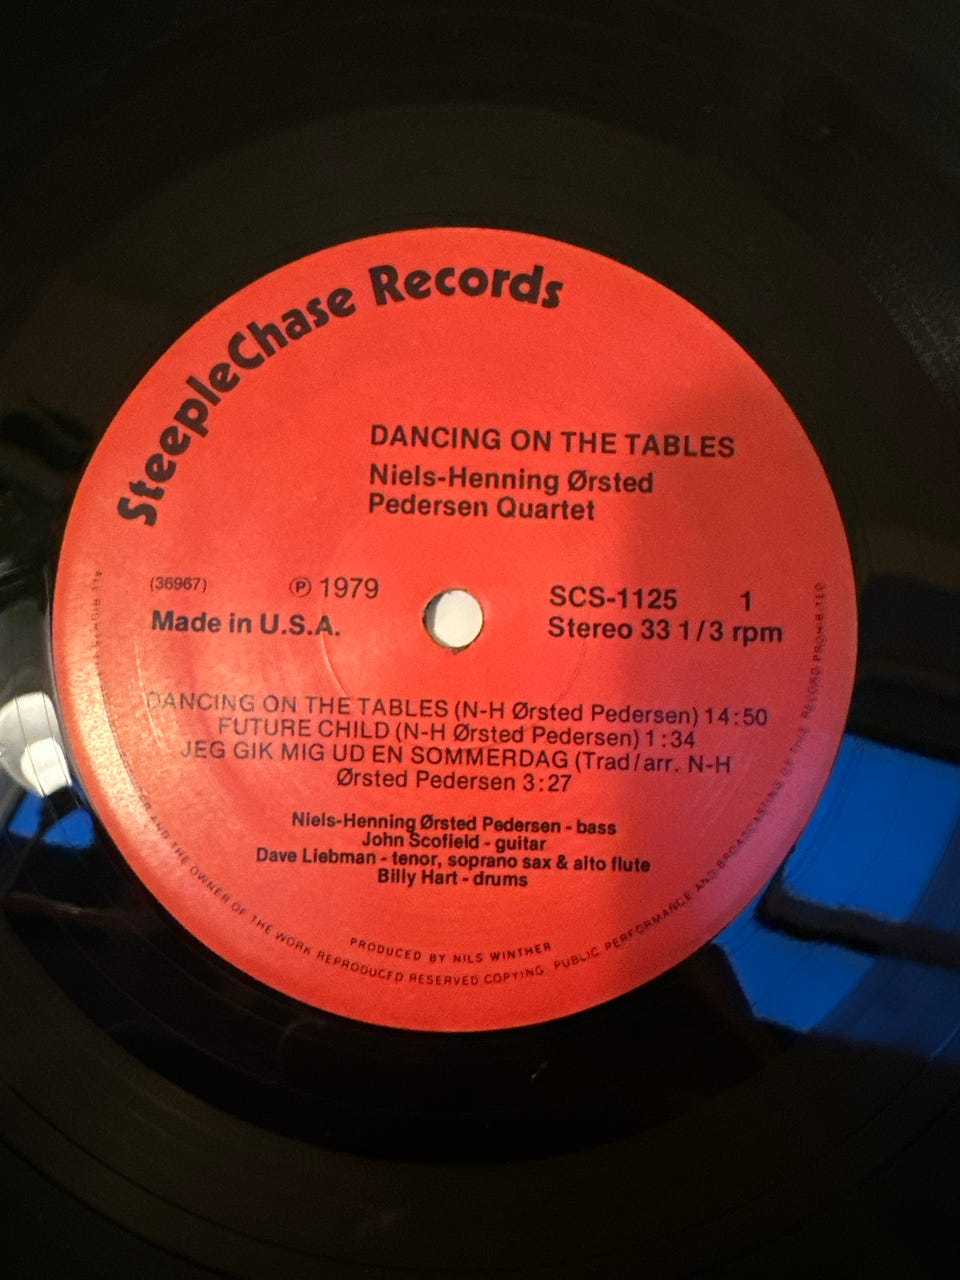 SteepleChase Records
DANCING ON THE TABLES
Niels-Henning Ørsted
Pedersen Quartet
(36967) Ⓟ 1979
Made in U.S.A.
SCS-1125 1
Stereo 33 1/3 rpm
DANCING ON THE TABLES (N-H Ørsted Pedersen) 14:50
FUTURE CHILD (N-H Ørsted Pedersen) 1:34
JEG GIK MIG UD EN SOMMERDAG (Trad/arr. N-H
Ørsted Pedersen 3:27
Niels-Henning Ørsted Pedersen - bass
John Scofield - guitar
Dave Liebman - tenor, soprano sax & alto flute
Billy Hart - drums
PRODUCED BY NILS WINTHER
AND THE OWNER OF THE WORK REPRODUCED RESERVED COPYING. PUBLIC PERFORMANCE AND BROADCASTING OF THIS RECORD PROHIBITED